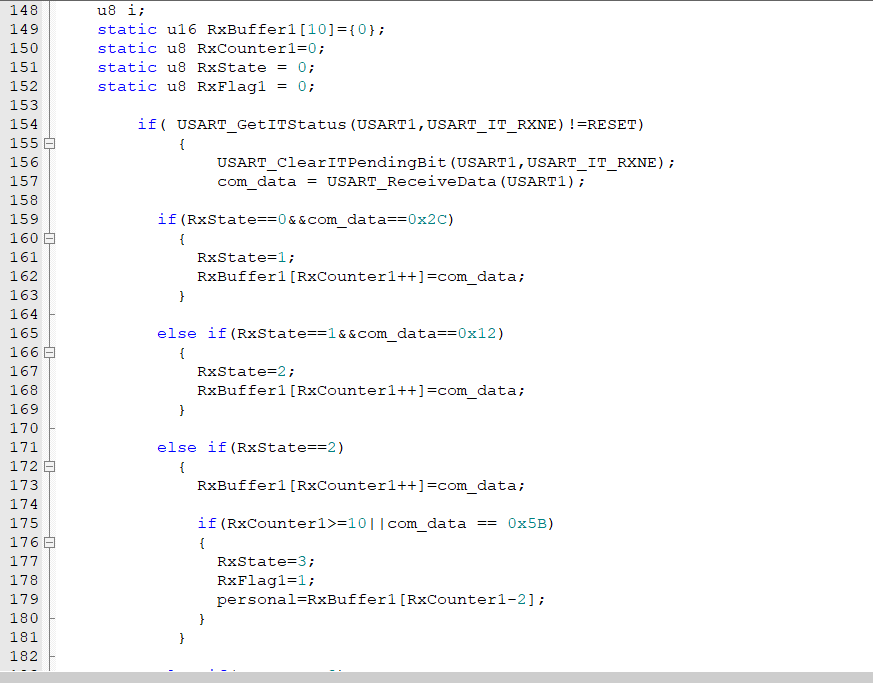 148 u8 i;
149 static u16 RxBuffer1[10]={0};
150 static u8 RxCounter1=0;
151 static u8 RxState = 0;
152 static u8 RxFlag1 = 0;
153
154 if( USART_GetITStatus(USART1,USART_IT_RXNE)!=RESET)
155 {
156 USART_ClearITPendingBit(USART1,USART_IT_RXNE);
157 com_data = USART_ReceiveData(USART1);
158
159 if(RxState==0&&com_data==0x2C)
160 {
161 RxState=1;
162 RxBuffer1[RxCounter1++]=com_data;
163 }
164
165 else if(RxState==1&&com_data==0x12)
166 {
167 RxState=2;
168 RxBuffer1[RxCounter1++]=com_data;
169 }
170
171 else if(RxState==2)
172 {
173 RxBuffer1[RxCounter1++]=com_data;
174
175 if(RxCounter1>=10||com_data == 0x5B)
176 {
177 RxState=3;
178 RxFlag1=1;
179 personal=RxBuffer1[RxCounter1-2];
180 }
181 }
182